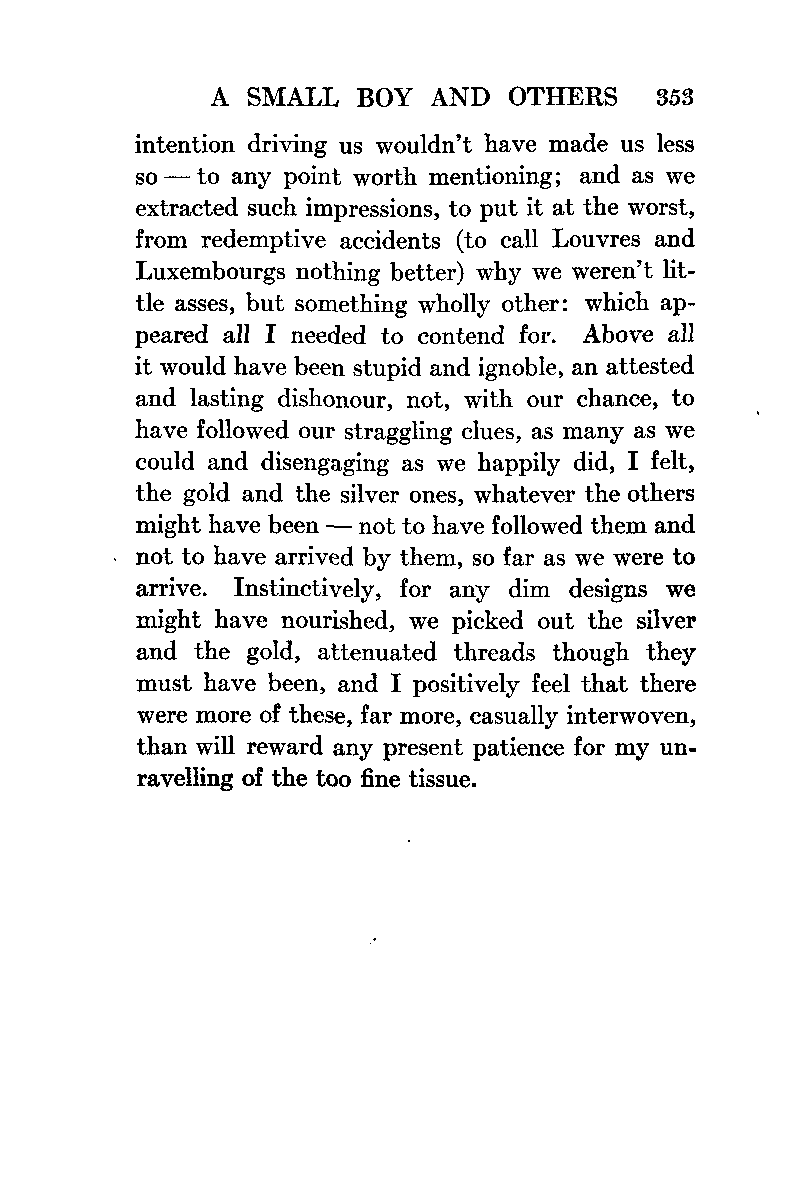 A SMALL BOY AND OTHERS 353
intention driving us wouldn't have made us less
so — to any point worth mentioning; and as we
extracted such impressions, to put it at the worst,
from redemptive accidents (to call Louvres and
Luxembourgs nothing better) why we weren't lit-
tle asses, but something wholly other: which ap-
peared all I needed to contend for. Above all
it would have been stupid and ignoble, an attested
and lasting dishonour, not, with our chance, to
have followed our straggling clues, as many as we
could and disengaging as we happily did, I felt,
the gold and the silver ones, whatever the others
might have been — not to have followed them and
not to have arrived by them, so far as we were to
arrive. Instinctively, for any dim designs we
might have nourished, we picked out the silver
and the gold, attenuated threads though they
must have been, and I positively feel that there
were more of these, far more, casually interwoven,
than will reward any present patience for my un-
ravelling of the too fine tissue.